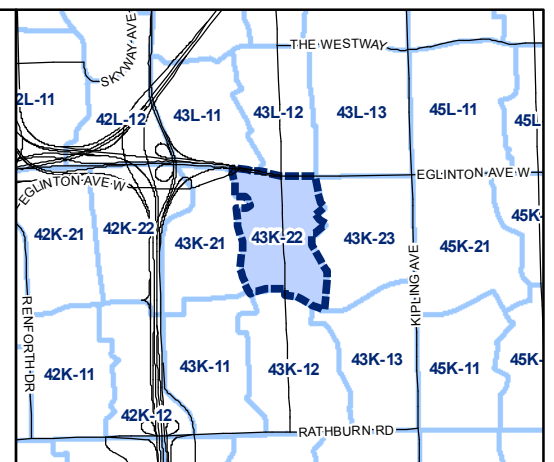 SKYWAY AVE
THE WESTWAY
2L-11
42L-12
43L-11
43L-12
43L-13
45L-11
45L
EGLINTON AVE W
EGLINTON AVE W
42K-21
42K-22
43K-21
43K-22
43K-23
45K-21
45K-
RENFORTH DR
KIPLING AVE
42K-11
42K-12
43K-11
43K-12
43K-13
45K-11
45K-
RATHBURN RD